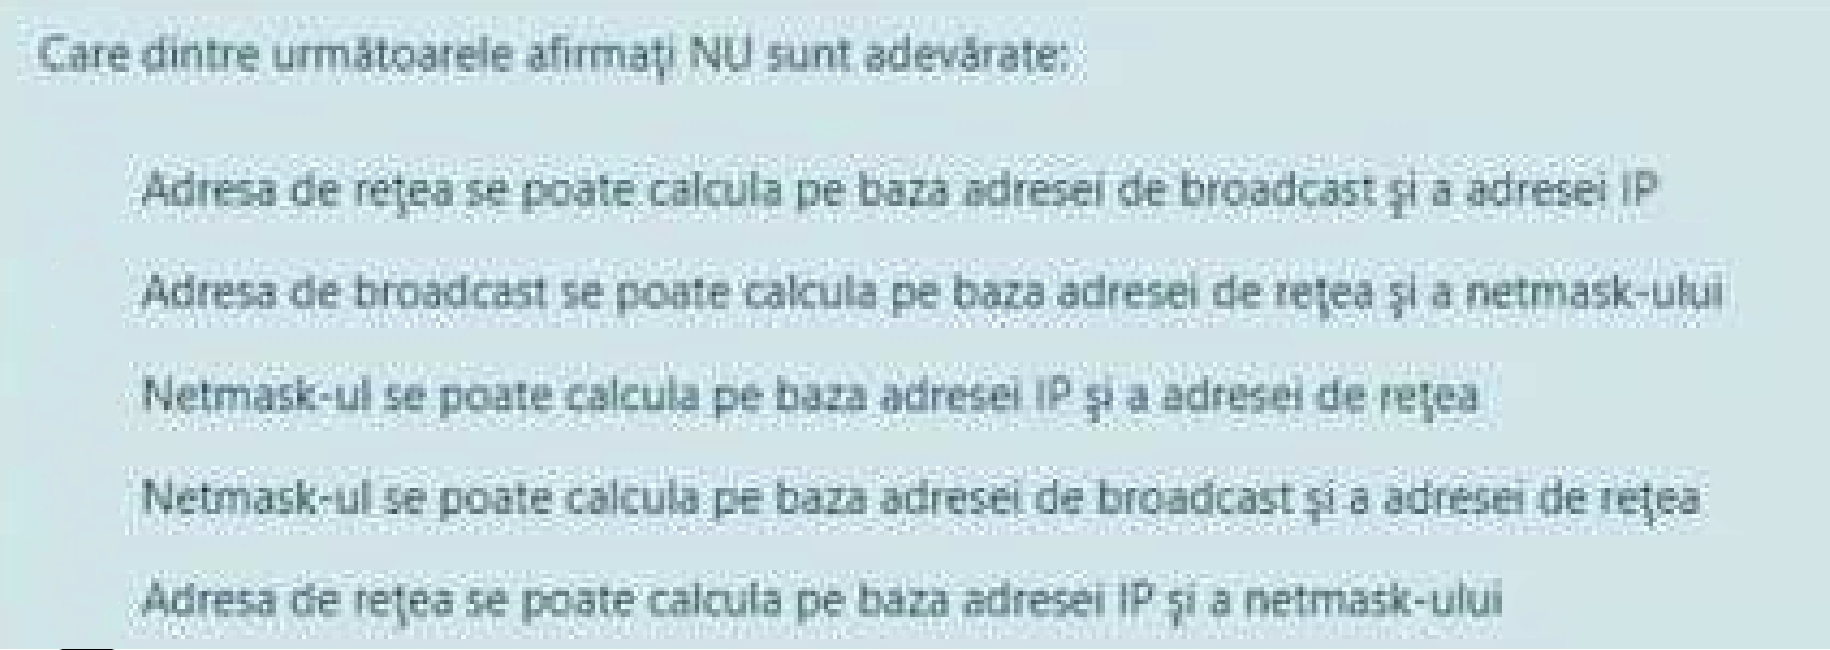 Care dintre următoarele afirmaţi NU sunt adevărate:
Adresa de reţea se poate calcula pe baza adresei de broadcast şi a adresei IP
Adresa de broadcast se poate calcula pe baza adresei de reţea şi a netmask-ului
Netmask-ul se poate calcula pe baza adresei IP şi a adresei de reţea
Netmask-ul se poate calcula pe baza adresei de broadcast şi a adresei de reţea
Adresa de reţea se poate calcula pe baza adresei IP şi a netmask-ului